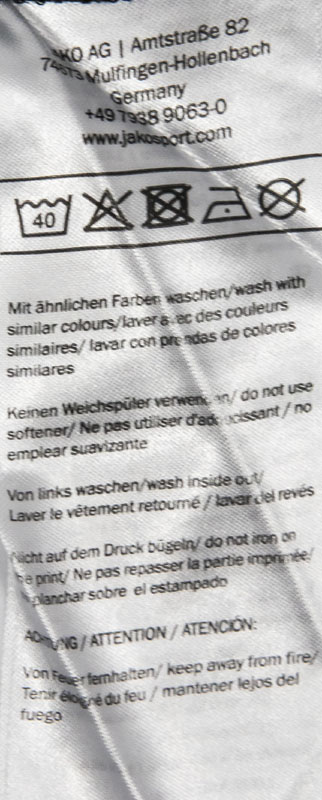 AG | Amtstraße 82
Mulfingen-Hollenbach
Germany
+49 7938 9063-0
www.jakosport.com
40
Mit ähnlichen Farben waschen/wash with
similar colours/laver avec des couleurs
similaires/ lavar con prendas de colores
similares
Keinen Weichspüler verwenden/ do not use
softener/ Ne pas utiliser d'adoucissant / no
emplear suavizante
Von links waschen/wash inside out/
Laver le vêtement retourné / lavar del revés
Nicht auf dem Druck bügeln/ do not iron on
print/ Ne pas repasser la partie imprimée/
planchar sobre el estampado
ACHTUNG / ATTENTION / ATENCIÓN:
Von Feuer fernhalten/ keep away from fire/
Tenir éloigné du feu / mantener lejos del
fuego